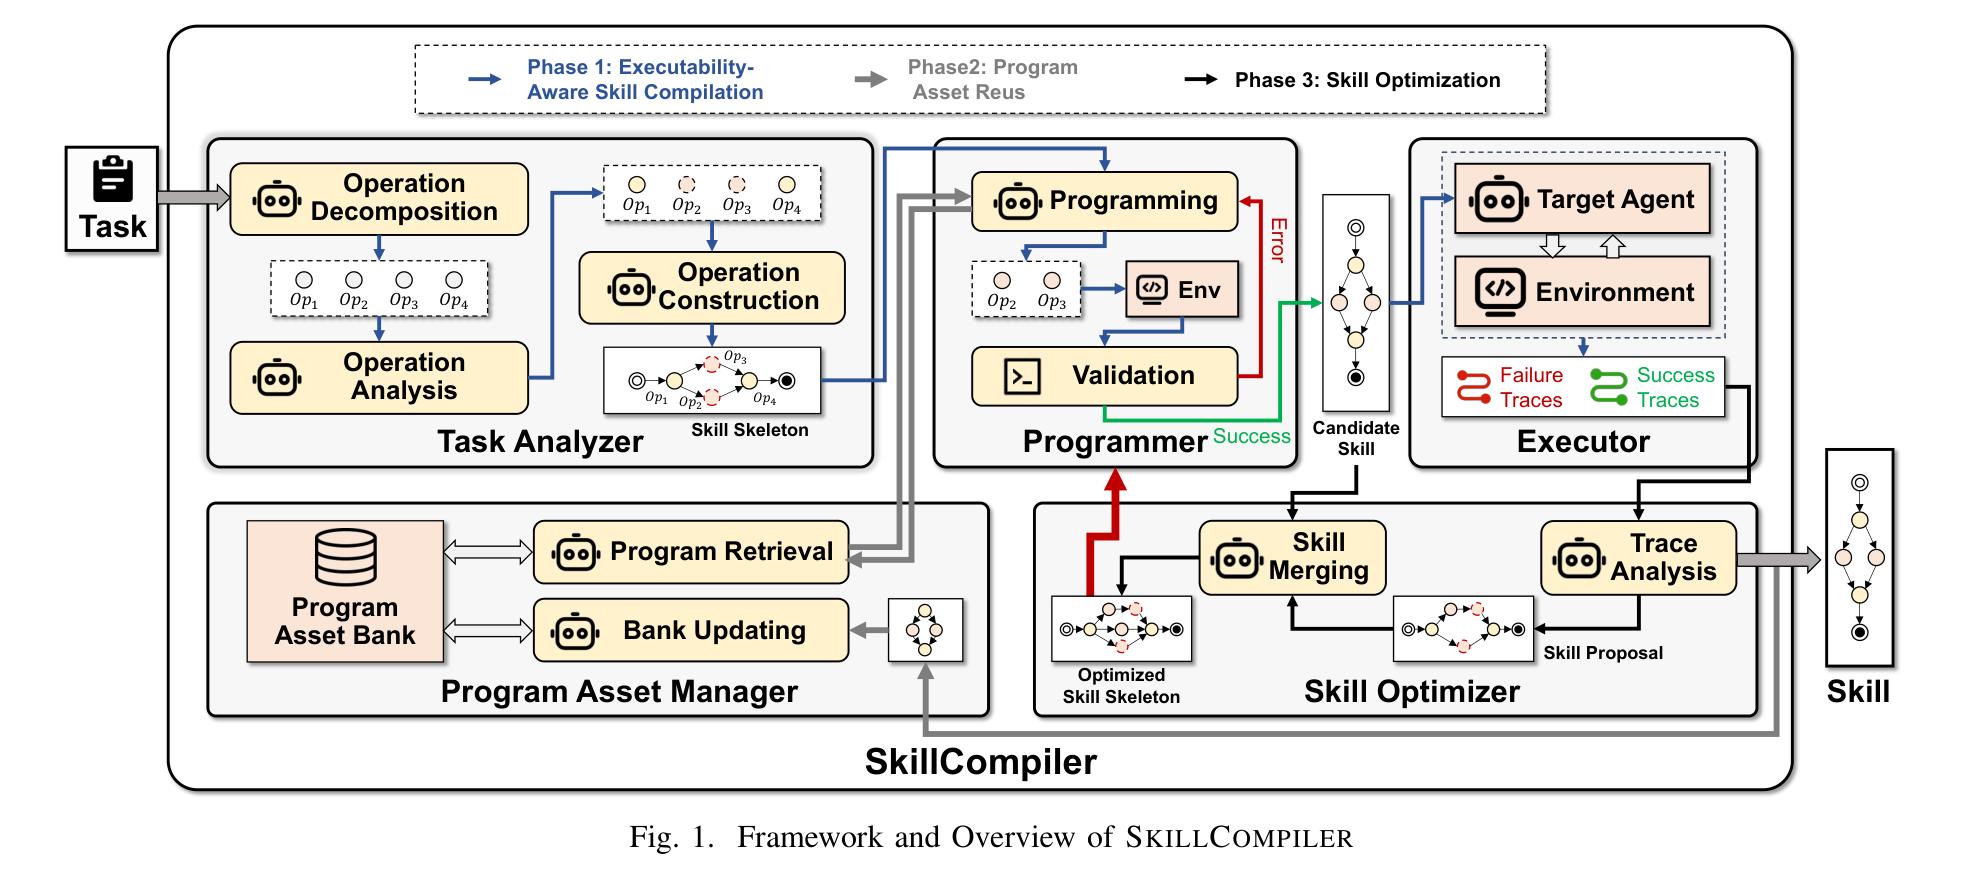 Phase 1: Executability-
Aware Skill Compilation
Phase2: Program
Asset Reus
Phase 3: Skill Optimization
Task
Operation
Decomposition
Op1 Op2 Op3 Op4
Operation
Analysis
Op1 Op2 Op3 Op4
Operation
Construction
Op3
Op1 Op2 Op4
Skill Skeleton
Task Analyzer
Programming
Error
Op2 Op3
Env
Validation
Success
Programmer
Candidate
Skill
Target Agent
Environment
Failure
Traces
Success
Traces
Executor
Program
Asset Bank
Program Retrieval
Bank Updating
Program Asset Manager
Skill
Merging
Trace
Analysis
Optimized
Skill Skeleton
Skill Proposal
Skill Optimizer
Skill
SkillCompiler
Fig. 1. Framework and Overview of SKILLCOMPILER